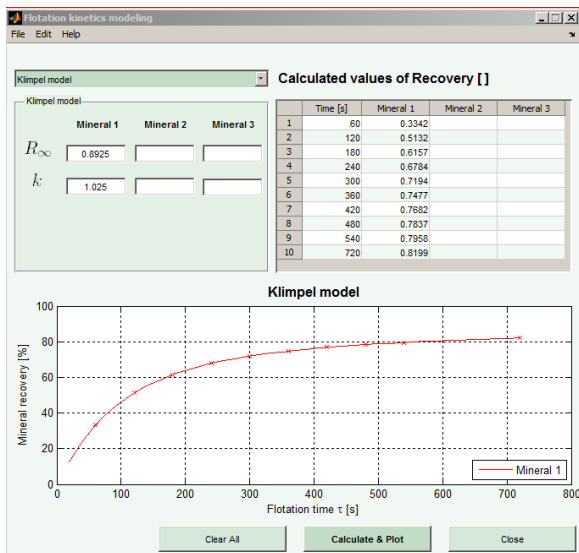 Flotation kinetics modeling
File Edit Help
Klimpel model
Calculated values of Recovery [ ]
Klimpel model
Mineral 1 Mineral 2 Mineral 3
R∞ 0.8925
k 1.025
Time [s] Mineral 1 Mineral 2 Mineral 3
1 60 0.3342
2 120 0.5132
3 180 0.6157
4 240 0.6784
5 300 0.7194
6 360 0.7477
7 420 0.7682
8 480 0.7837
9 540 0.7958
10 720 0.8199
Klimpel model
Mineral recovery [%]
100
80
60
40
20
0
0 100 200 300 400 500 600 700 800
Mineral 1
Flotation time τ [s]
Clear All Calculate & Plot Close